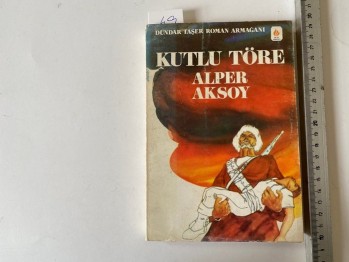 DÜNDAR TAŞER ROMAN ARMAĞANI
KUTLU TÖRE
ALPER
AKSOY